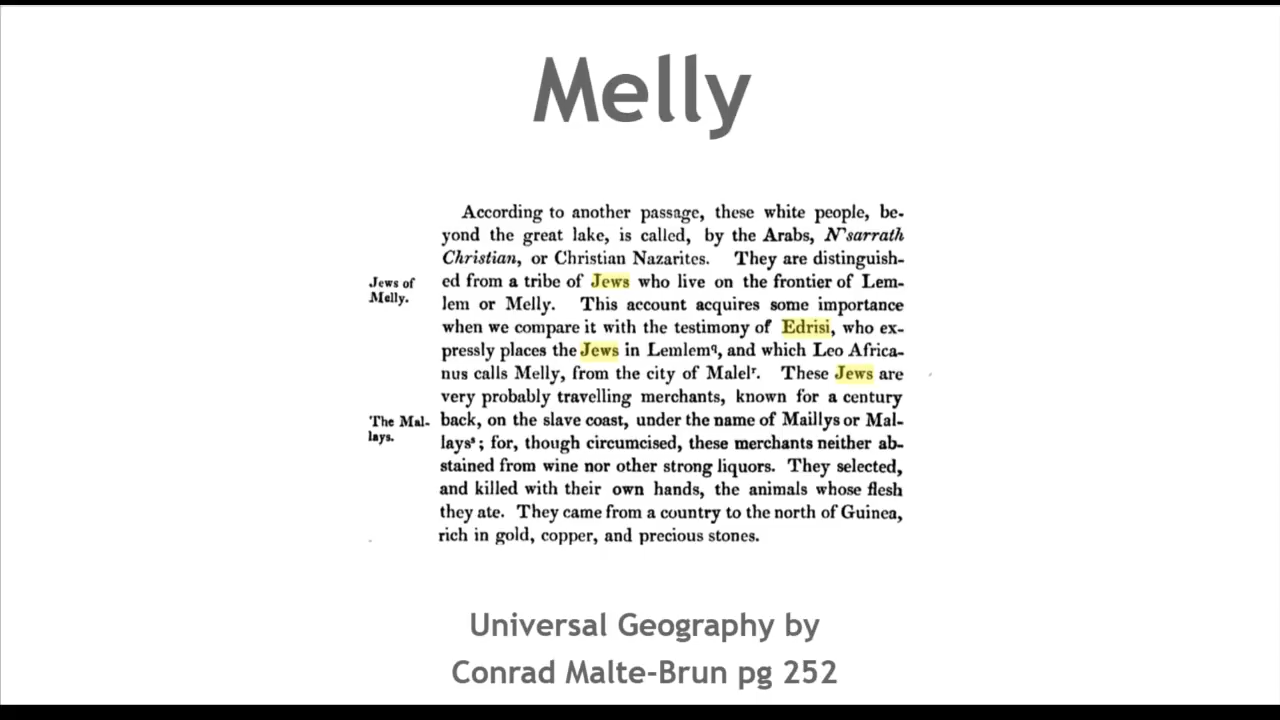 Melly
According to another passage, these white people, be-
yond the great lake, is called, by the Arabs, N'sarrath
Christian, or Christian Nazarites. They are distinguish-
Jews of Melly.
ed from a tribe of Jews who live on the frontier of Lem-
lem or Melly. This account acquires some importance
when we compare it with the testimony of Edrisi, who ex-
pressly places the Jews in Lemlemq, and which Leo Africa-
nus calls Melly, from the city of Malelr. These Jews are
very probably travelling merchants, known for a century
The Mal-
lays.
back, on the slave coast, under the name of Maillys or Mal-
layss; for, though circumcised, these merchants neither ab-
stained from wine nor other strong liquors. They selected,
and killed with their own hands, the animals whose flesh
they ate. They came from a country to the north of Guinea,
rich in gold, copper, and precious stones.
Universal Geography by
Conrad Malte-Brun pg 252